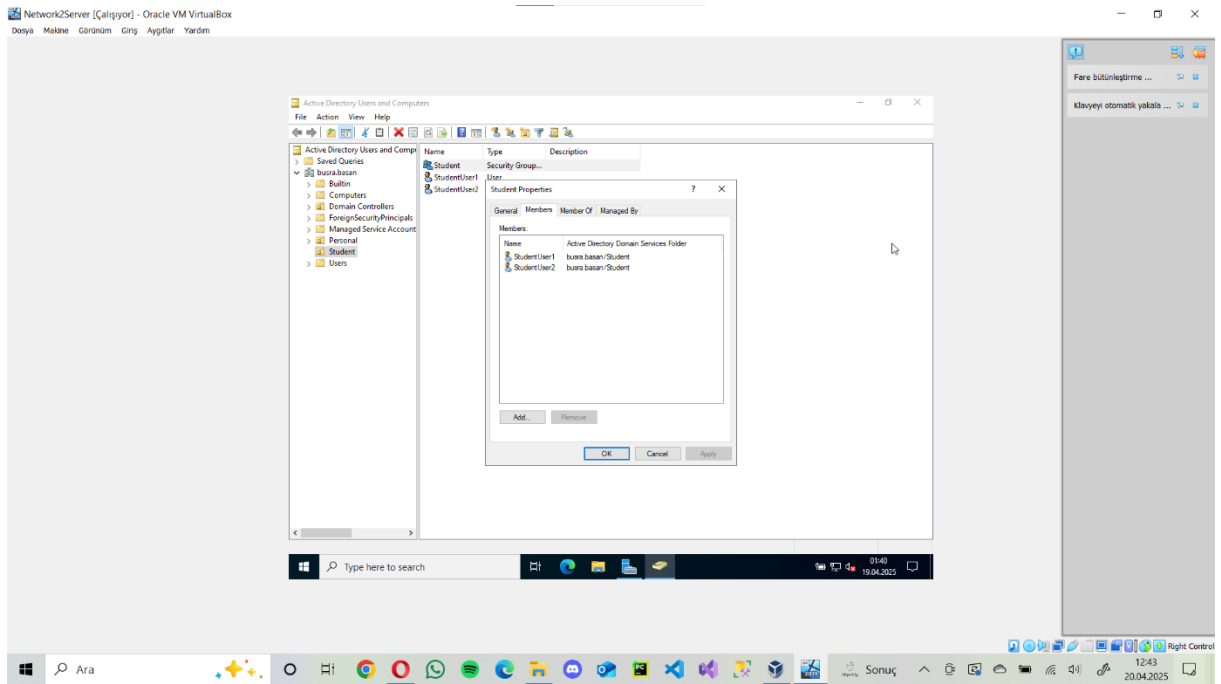 Network2Server [Çalışıyor] - Oracle VM VirtualBox
Dosya Makine Görünüm Giriş Aygıtlar Yardım
Fare bütünleştirme ...
Klavyeyi otomatik yakala ...
Active Directory Users and Computers
File Action View Help
Active Directory Users and Comp
Saved Queries
busra.basan
Builtin
Computers
Domain Controllers
ForeignSecurityPrincipals
Managed Service Account
Personal
Student
Users
Name Type Description
Student Security Group...
StudentUser1 User
StudentUser2
Student Properties
General Members Member Of Managed By
Members:
Name Active Directory Domain Services Folder
StudentUser1 busra.basan/Student
StudentUser2 busra.basan/Student
Add... Remove
OK Cancel Apply
Type here to search
01:40
19.04.2025
Right Control
Ara
Sonuç
12:43
20.04.2025